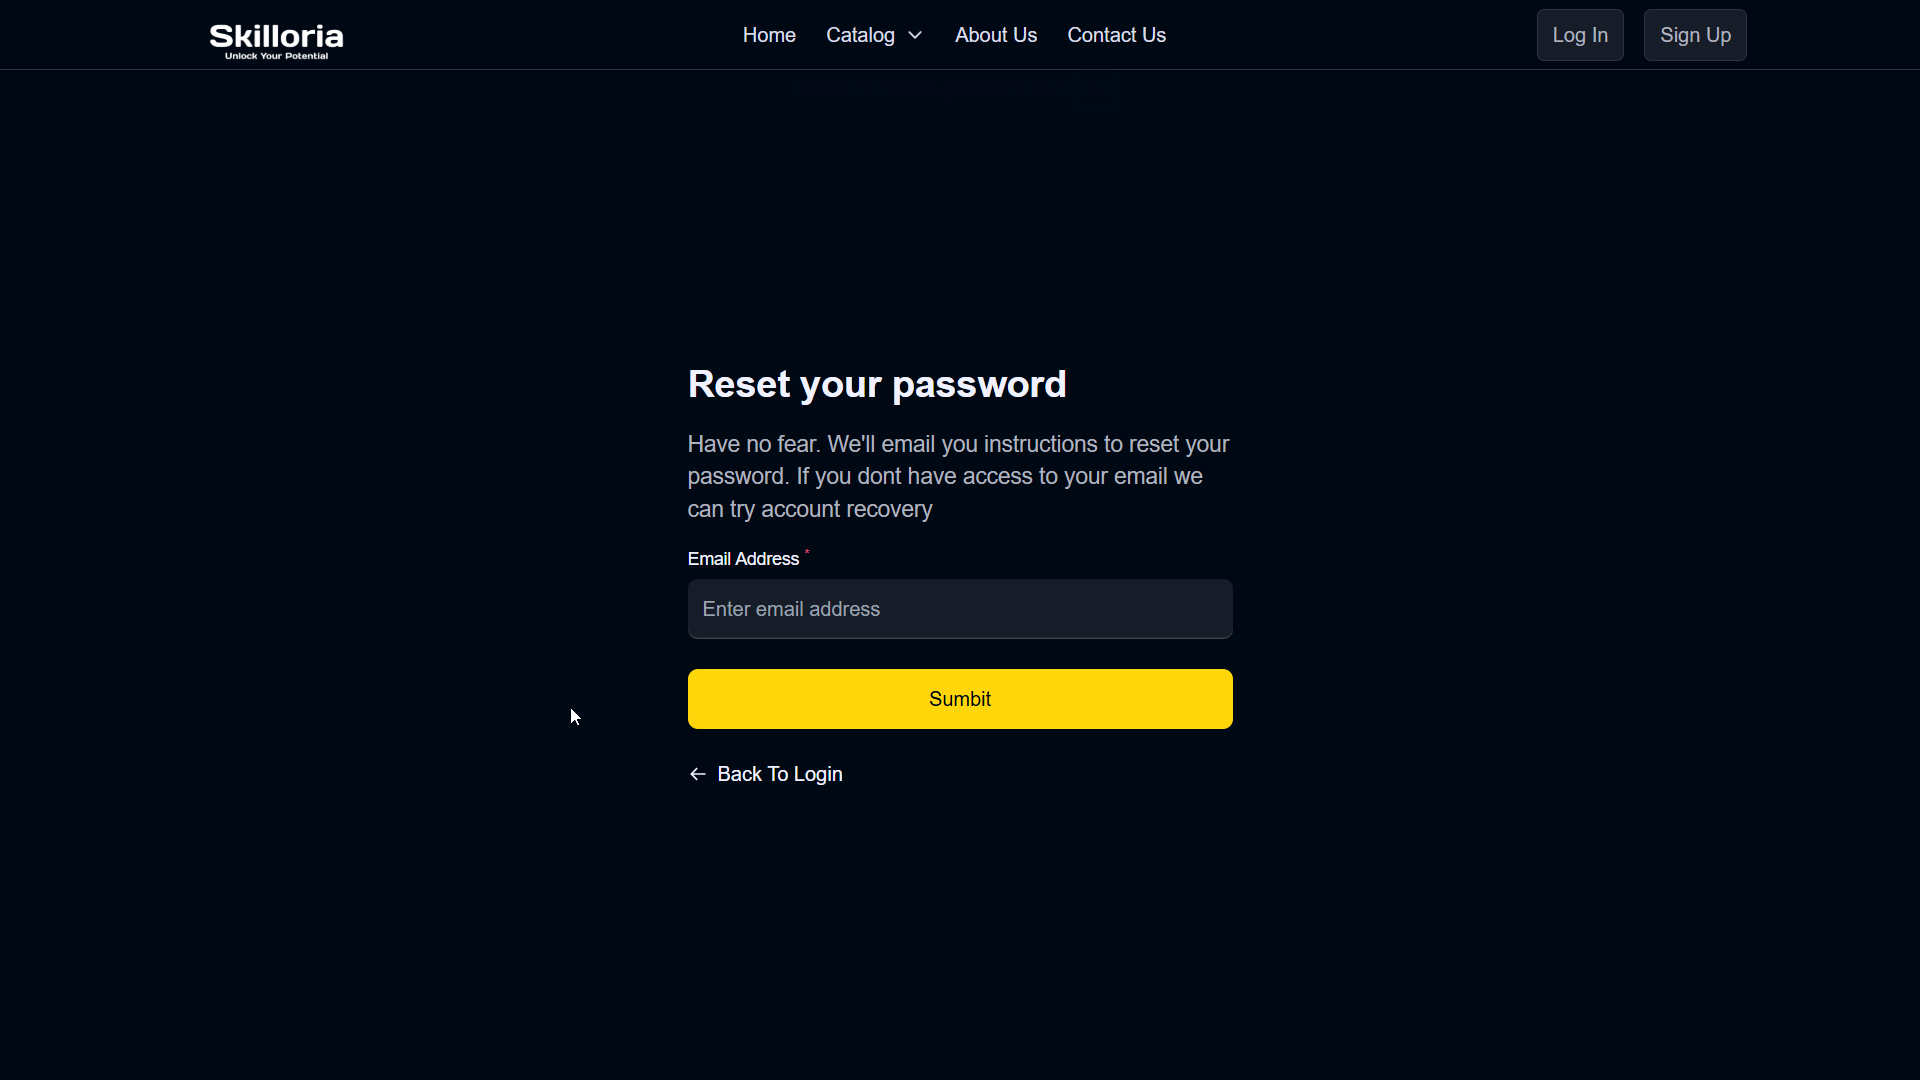 Skilloria
Unlock Your Potential
Home Catalog About Us Contact Us
Log In Sign Up
Reset your password
Have no fear. We'll email you instructions to reset your
password. If you dont have access to your email we
can try account recovery
Email Address *
Enter email address
Sumbit
Back To Login